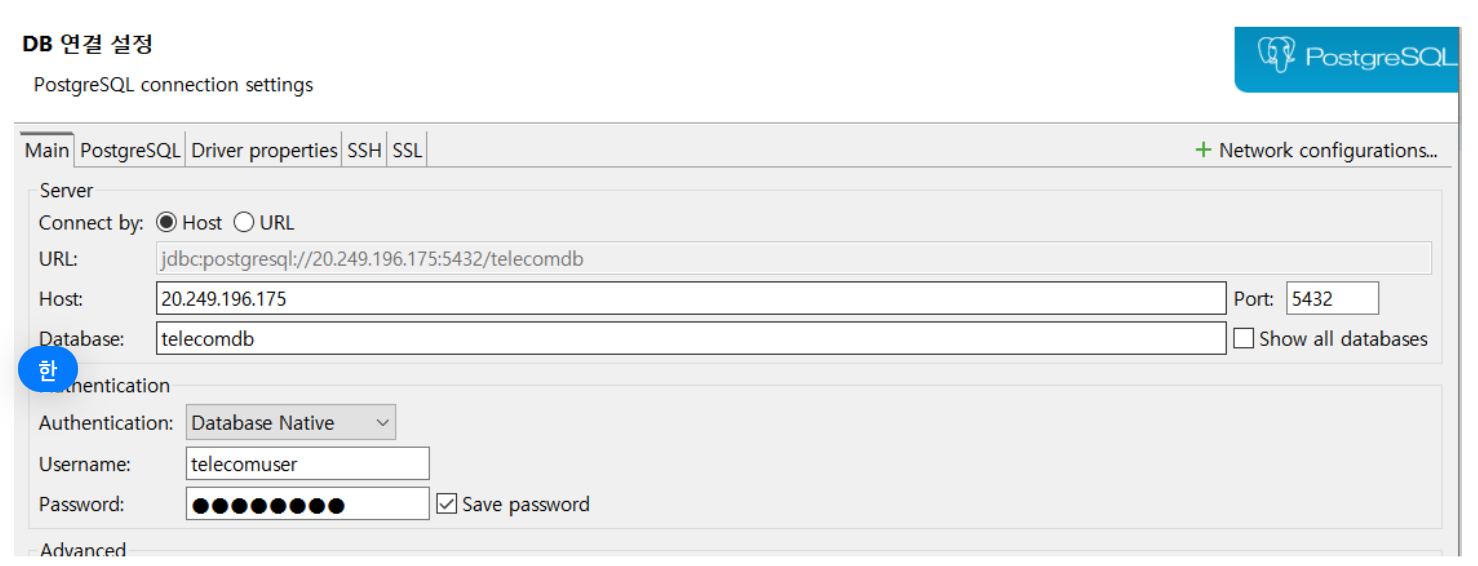 DB 연결 설정
PostgreSQL connection settings
PostgreSQL
Main PostgreSQL Driver properties SSH SSL
+ Network configurations...
Server
Connect by: Host URL
URL: jdbc:postgresql://20.249.196.175:5432/telecomdb
Host: 20.249.196.175 Port: 5432
Database: telecomdb Show all databases
한
Authentication
Authentication: Database Native
Username: telecomuser
Password: ●●●●●●●● Save password
Advanced